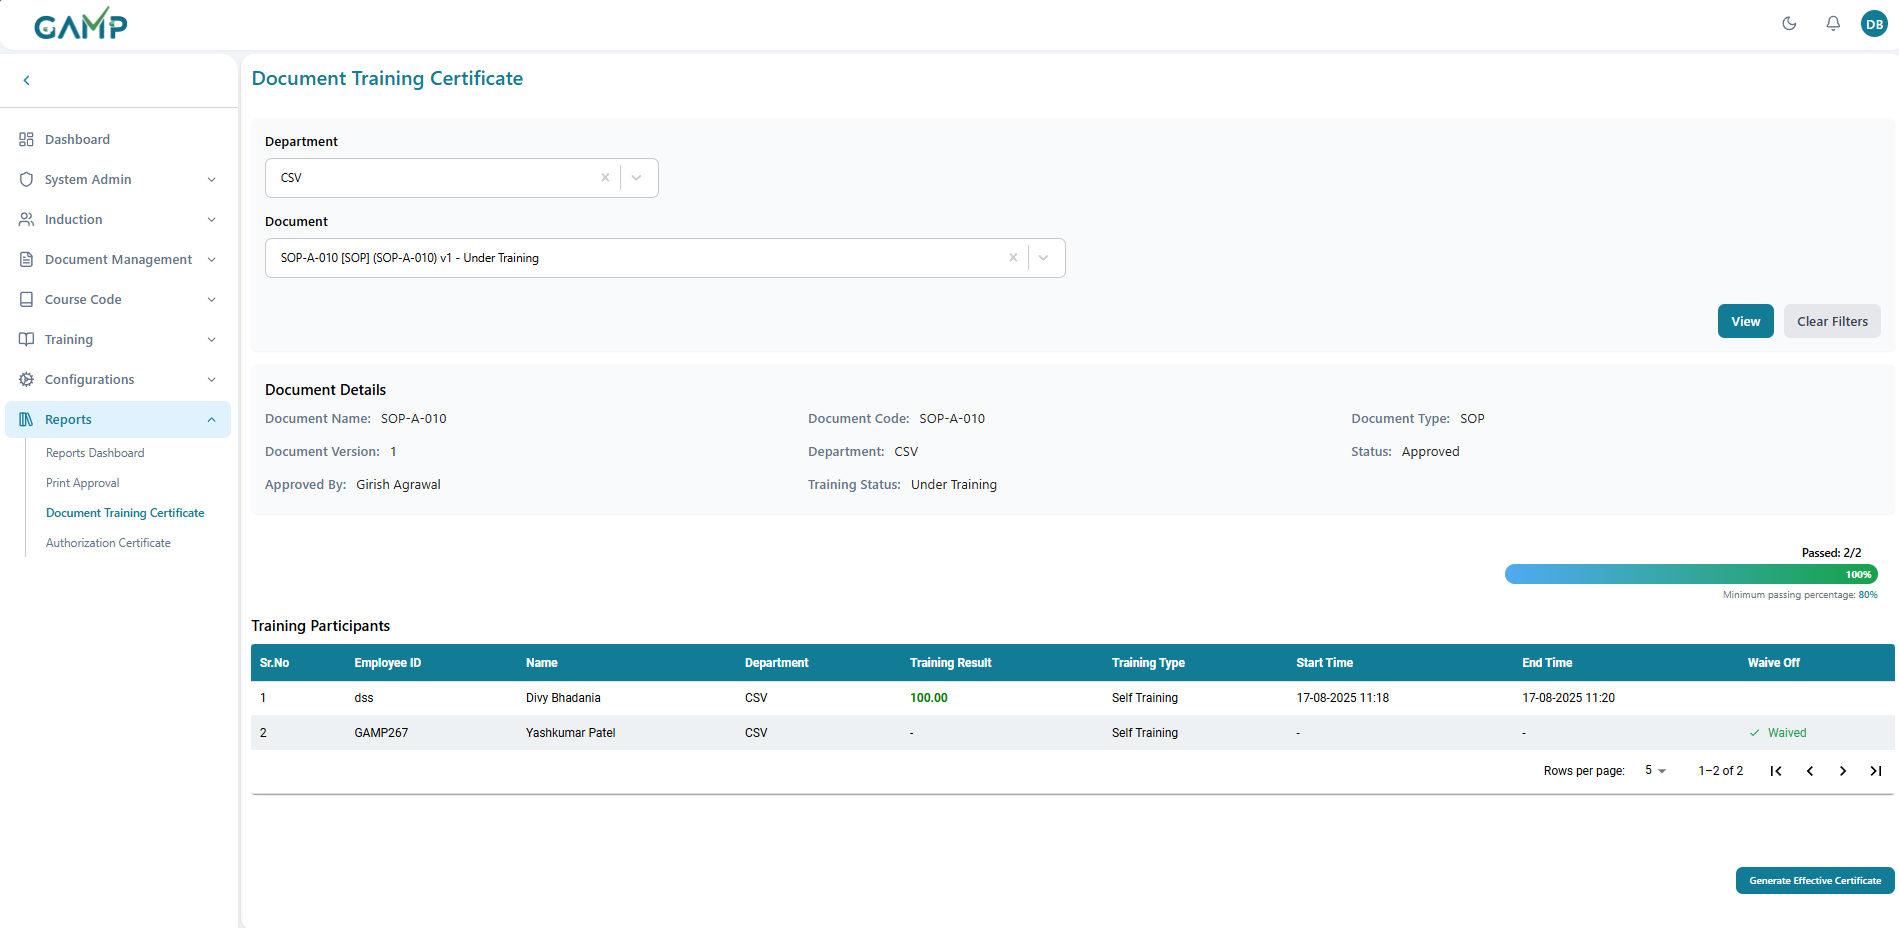 GAMP
DB
Document Training Certificate
Dashboard
System Admin
Induction
Document Management
Course Code
Training
Configurations
Reports
Reports Dashboard
Print Approval
Document Training Certificate
Authorization Certificate
Department
CSV
Document
SOP-A-010 [SOP] (SOP-A-010) v1 - Under Training
View Clear Filters
Document Details
Document Name: SOP-A-010 Document Code: SOP-A-010 Document Type: SOP
Document Version: 1 Department: CSV Status: Approved
Approved By: Girish Agrawal Training Status: Under Training
Passed: 2/2
100%
Minimum passing percentage: 80%
Training Participants
Sr.No Employee ID Name Department Training Result Training Type Start Time End Time Waive Off
1 dss Divy Bhadania CSV 100.00 Self Training 17-08-2025 11:18 17-08-2025 11:20
2 GAMP267 Yashkumar Patel CSV - Self Training - - Waived
Rows per page: 5 1–2 of 2
Generate Effective Certificate